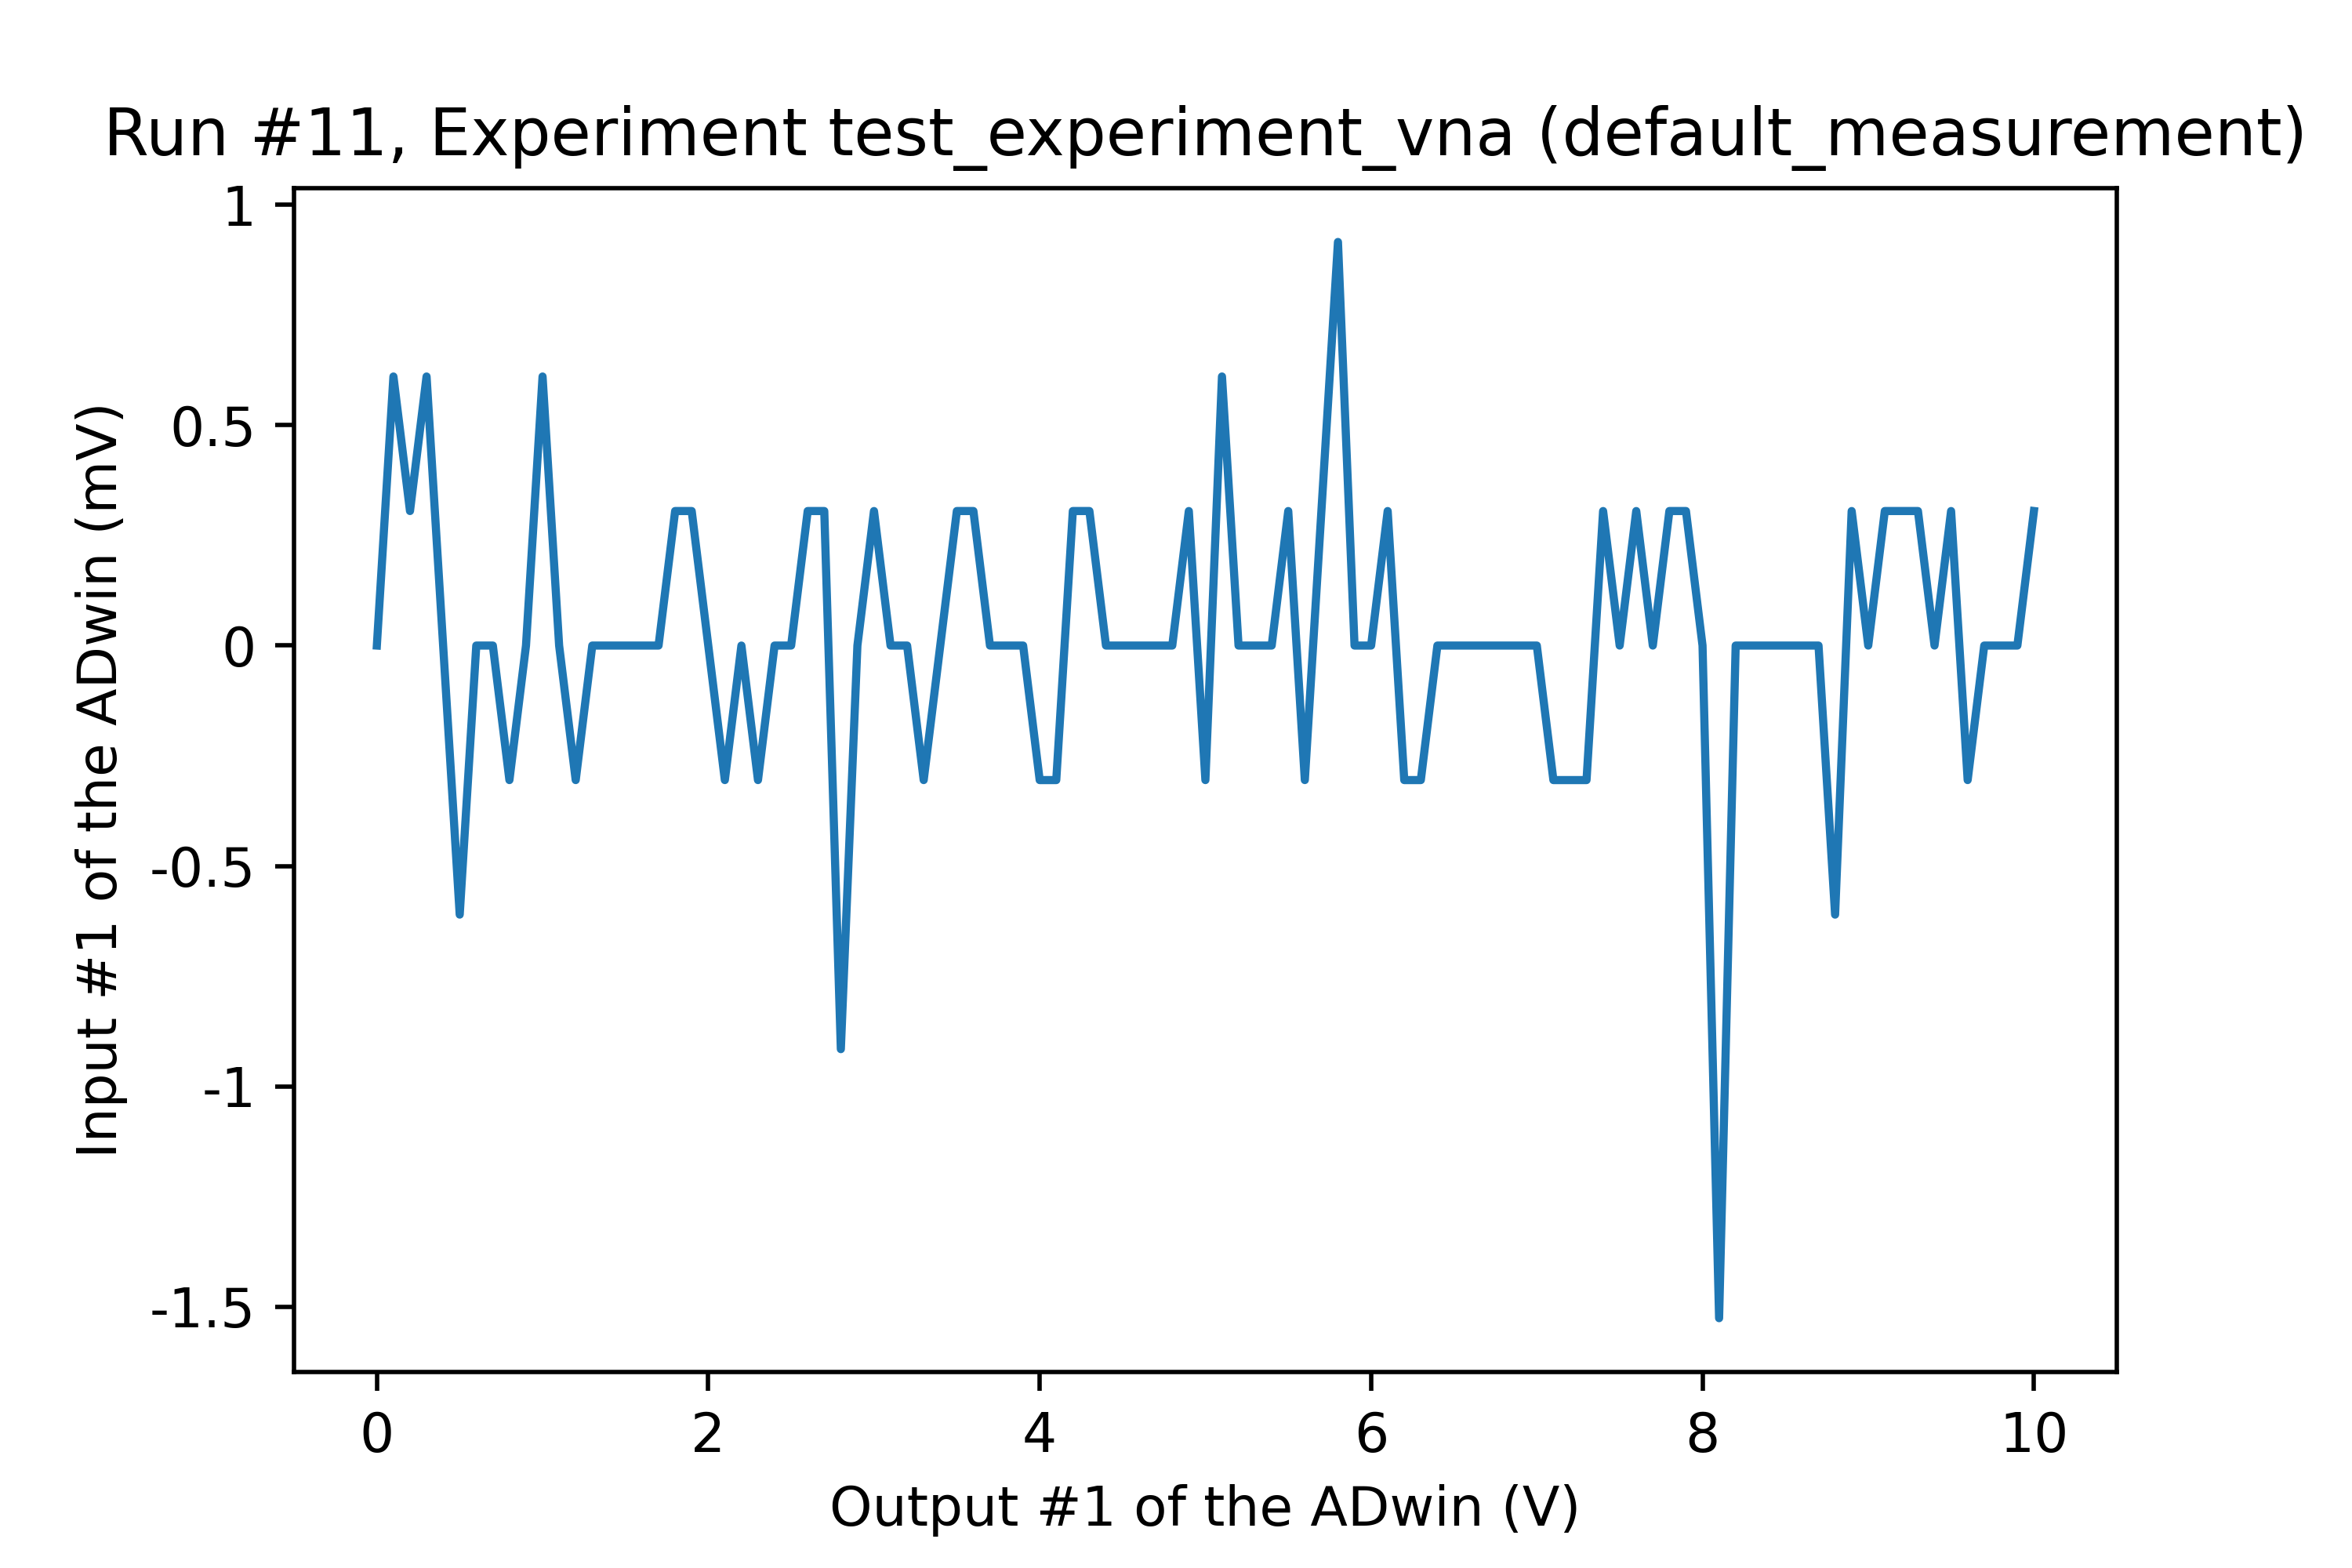 Run #11, Experiment test_experiment_vna (default_measurement)
1
0.5
0
-0.5
-1
-1.5
Input #1 of the ADwin (mV)
0 2 4 6 8 10
Output #1 of the ADwin (V)